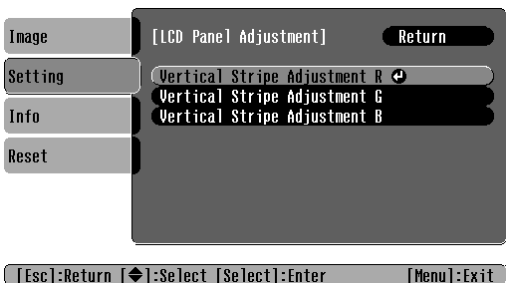 Image
Setting
Info
Reset
[LCD Panel Adjustment] Return
Vertical Stripe Adjustment R
Vertical Stripe Adjustment G
Vertical Stripe Adjustment B
[Esc]:Return [◆]:Select [Select]:Enter [Menu]:Exit